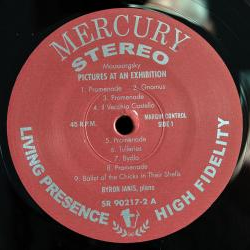 MERCURY
STEREO
Moussorgsky
PICTURES AT AN EXHIBITION
1. Promenade 2. Gnomus
3. Promenade
4. Il Vecchio Castello
45 R.P.M.
MARGIN CONTROL
SIDE 1
5. Promenade
6. Tuileries
7. Bydlo
8. Promenade
9. Ballet of the Chicks in Their Shells
BYRON JANIS, piano
SR 90217-2 A
LIVING PRESENCE
HIGH FIDELITY